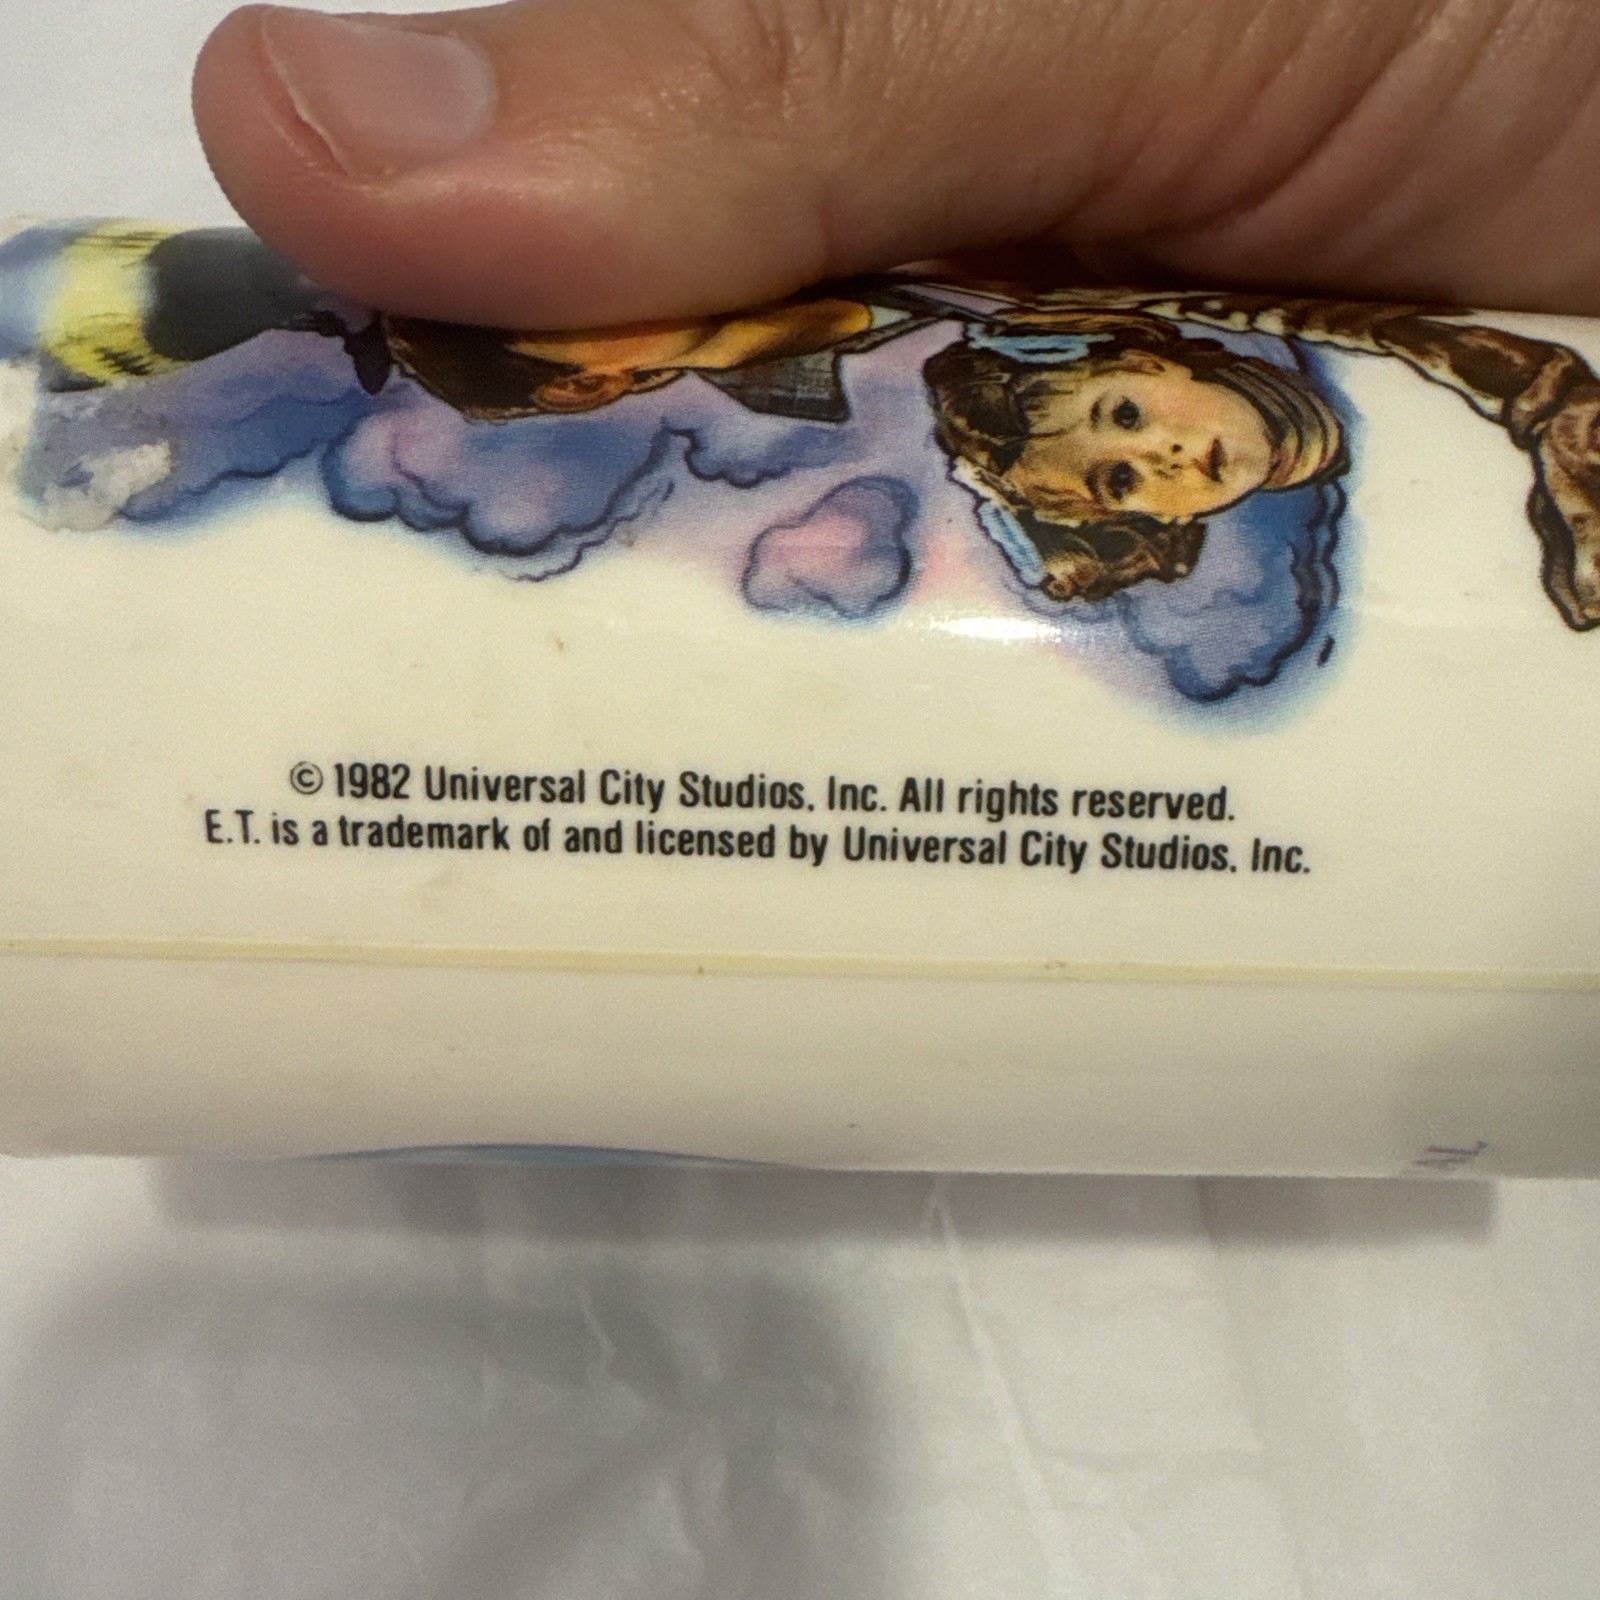 © 1982 Universal City Studios, Inc. All rights reserved.
E.T. is a trademark of and licensed by Universal City Studios, Inc.